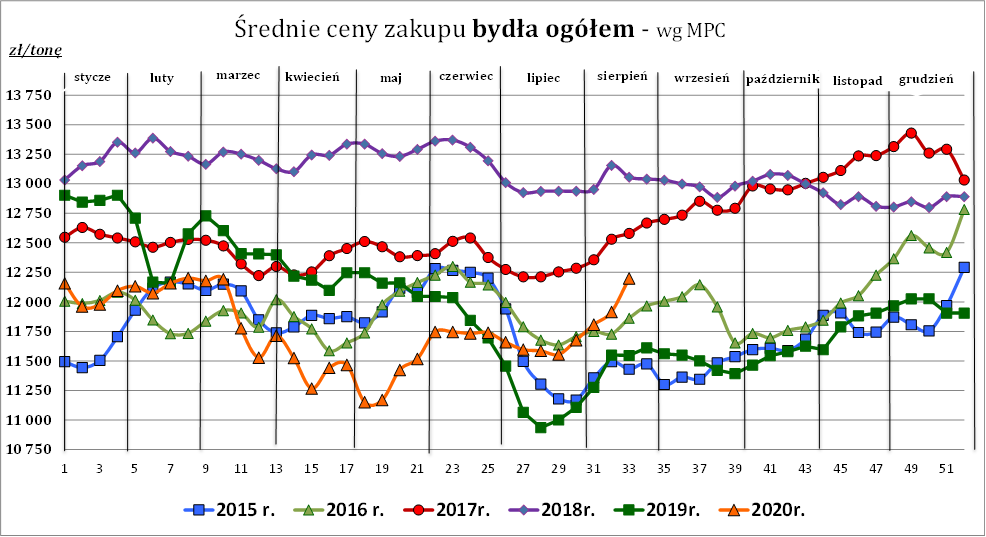 Średnie ceny zakupu bydła ogółem - wg MPC
zł/tonę
stycze luty marzec kwiecień maj czerwiec lipiec sierpień wrzesień październik listopad grudzień
13 750
13 500
13 250
13 000
12 750
12 500
12 250
12 000
11 750
11 500
11 250
11 000
10 750
1 3 5 7 9 11 13 15 17 19 21 23 25 27 29 31 33 35 37 39 41 43 45 47 49 51
2015 r. 2016 r. 2017r. 2018r. 2019r. 2020r.